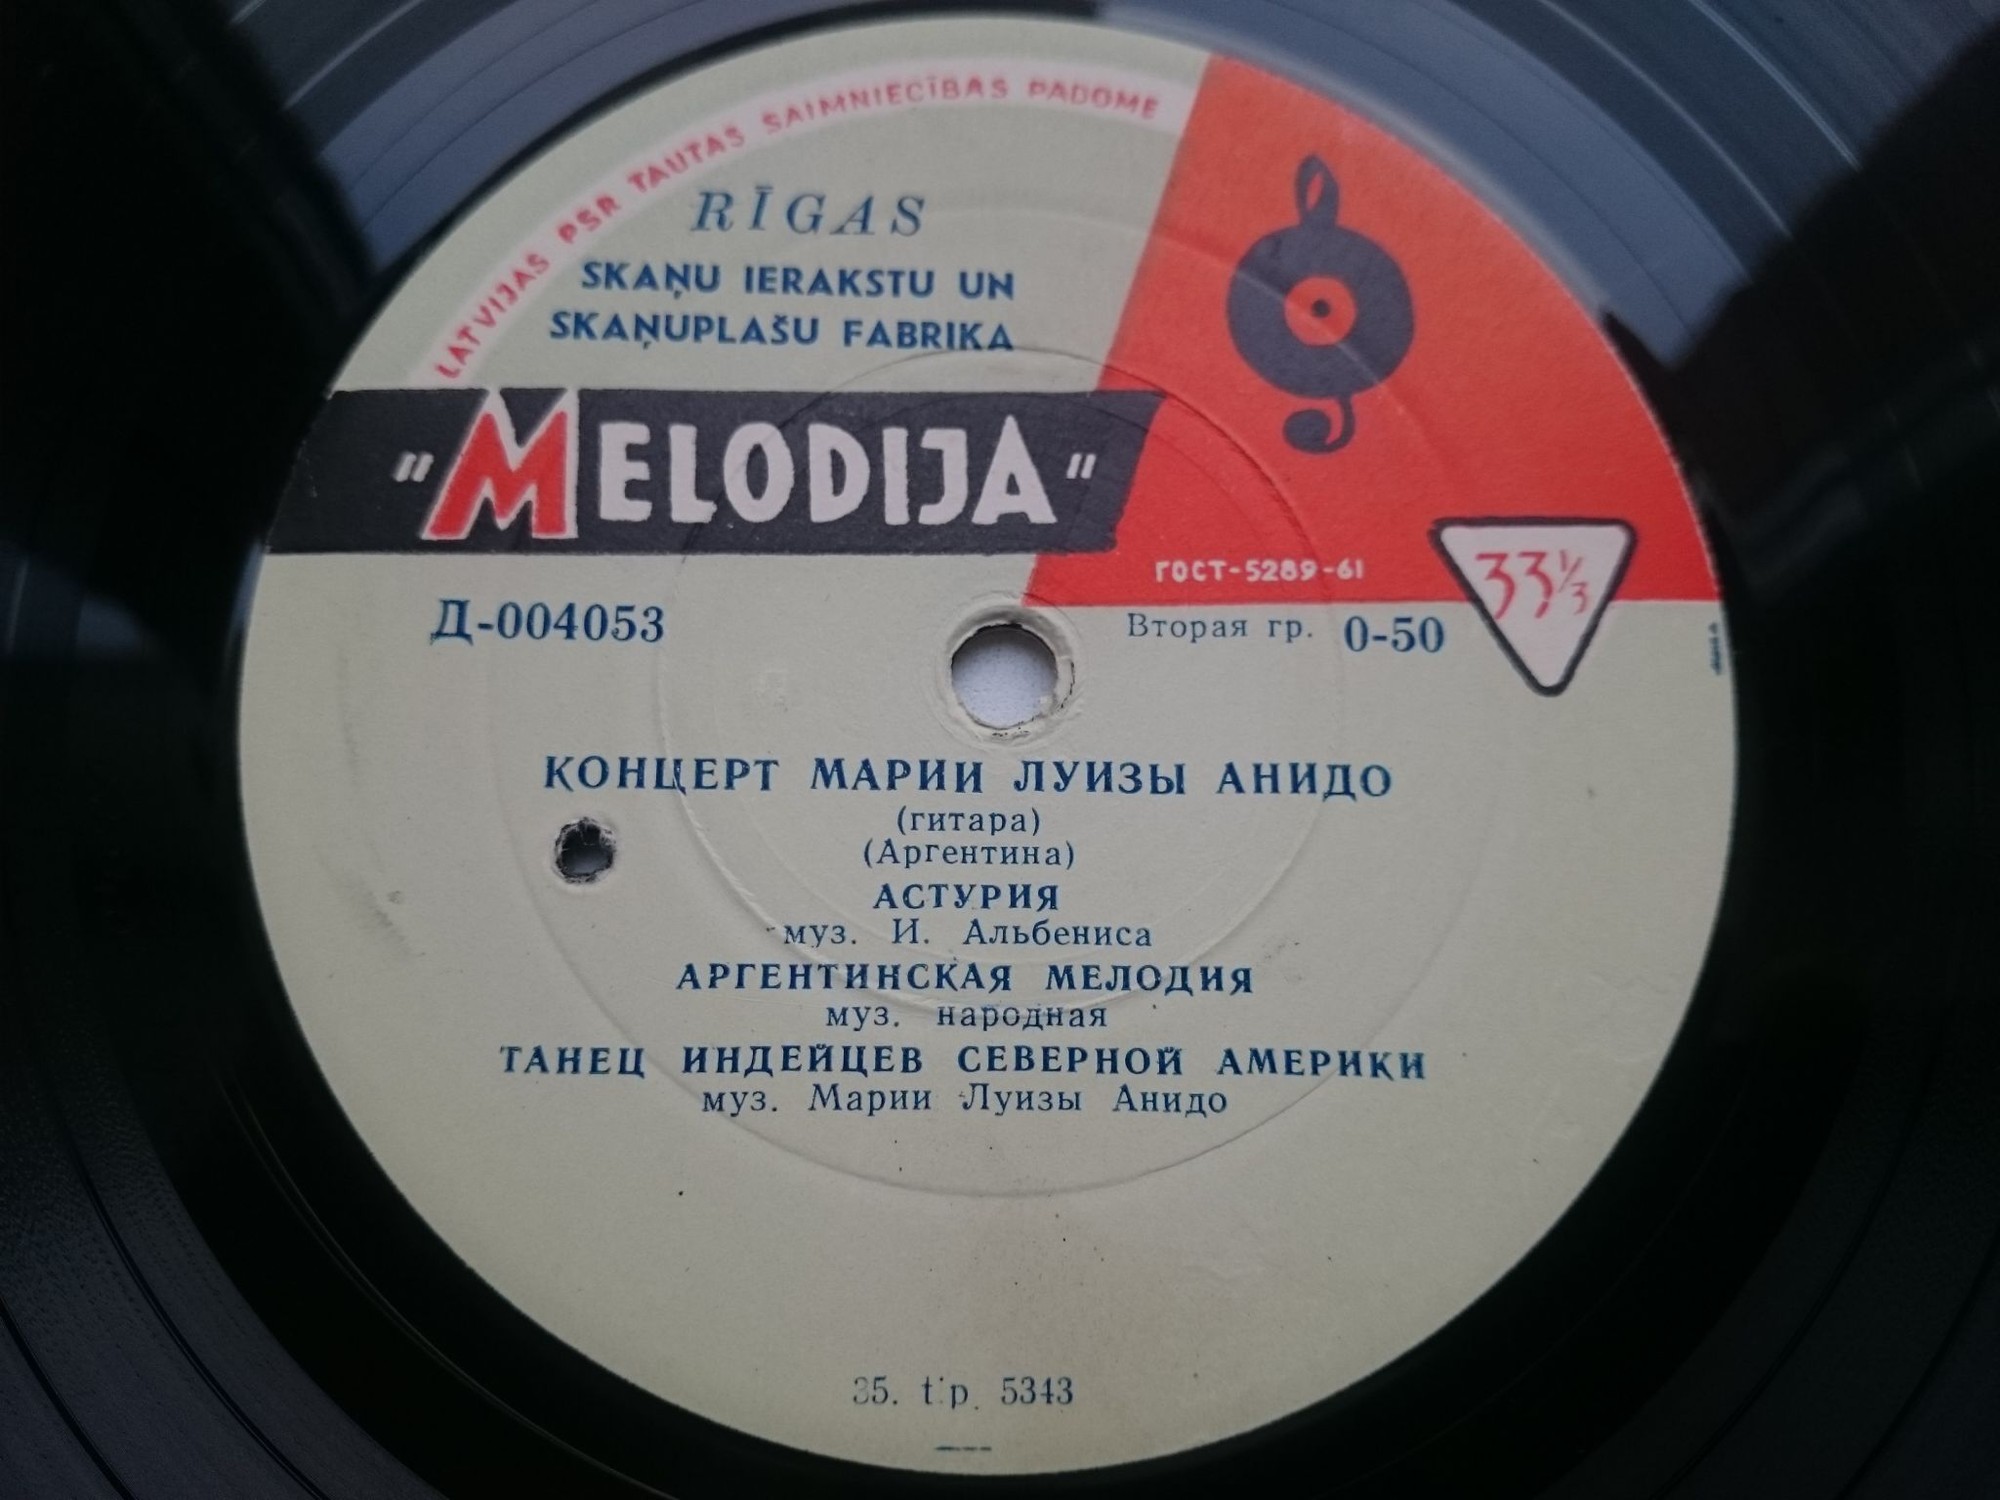 LATVIJAS PSR TAUTAS SAIMNIECĪBAS PADOME
RĪGAS
SKAŅU IERAKSTU UN
SKAŅUPLAŠU FABRIKA
"MELODIJA"
ГОСТ-5289-61
33⅓
Д-004053
Вторая гр. 0-50
КОНЦЕРТ МАРИИ ЛУИЗЫ АНИДО
(гитара)
(Аргентина)
АСТУРИЯ
муз. И. Альбениса
АРГЕНТИНСКАЯ МЕЛОДИЯ
муз. народная
ТАНЕЦ ИНДЕЙЦЕВ СЕВЕРНОЙ АМЕРИКИ
муз. Марии Луизы Анидо
35. tip. 5343